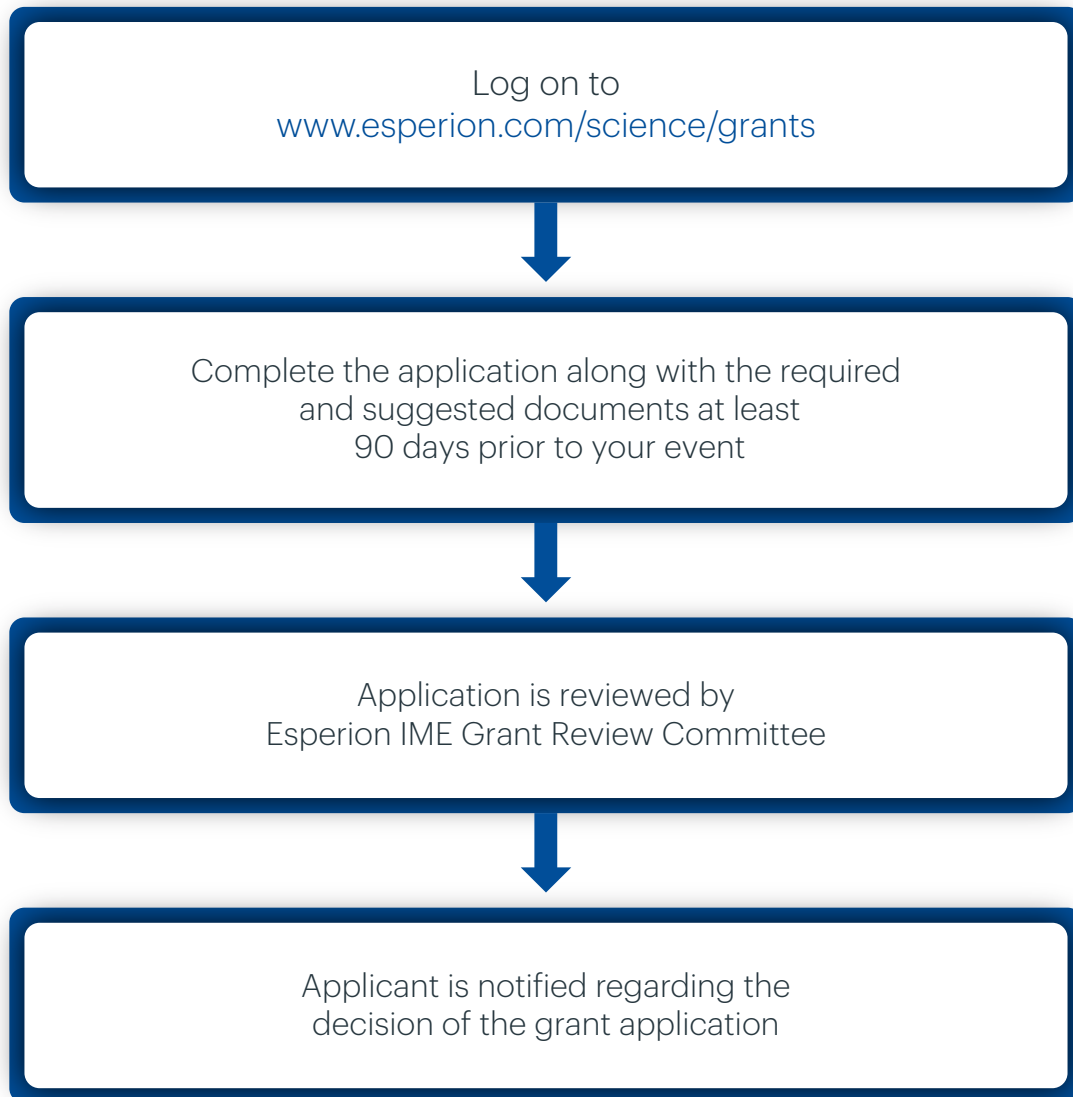 Log on to
www.esperion.com/science/grants
Complete the application along with the required
and suggested documents at least
90 days prior to your event
Application is reviewed by
Esperion IME Grant Review Committee
Applicant is notified regarding the
decision of the grant application